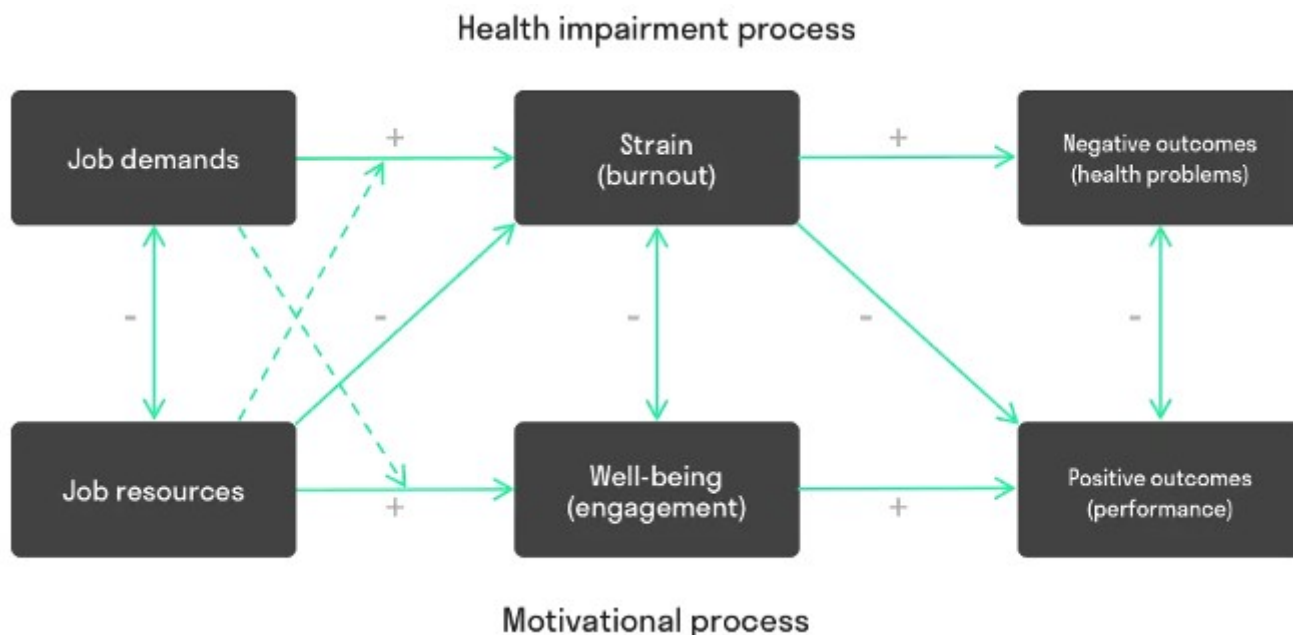 Health impairment process
Job demands
+
Strain
(burnout)
+
Negative outcomes
(health problems)
-
-
-
-
-
Job resources
+
Well-being
(engagement)
+
Positive outcomes
(performance)
Motivational process